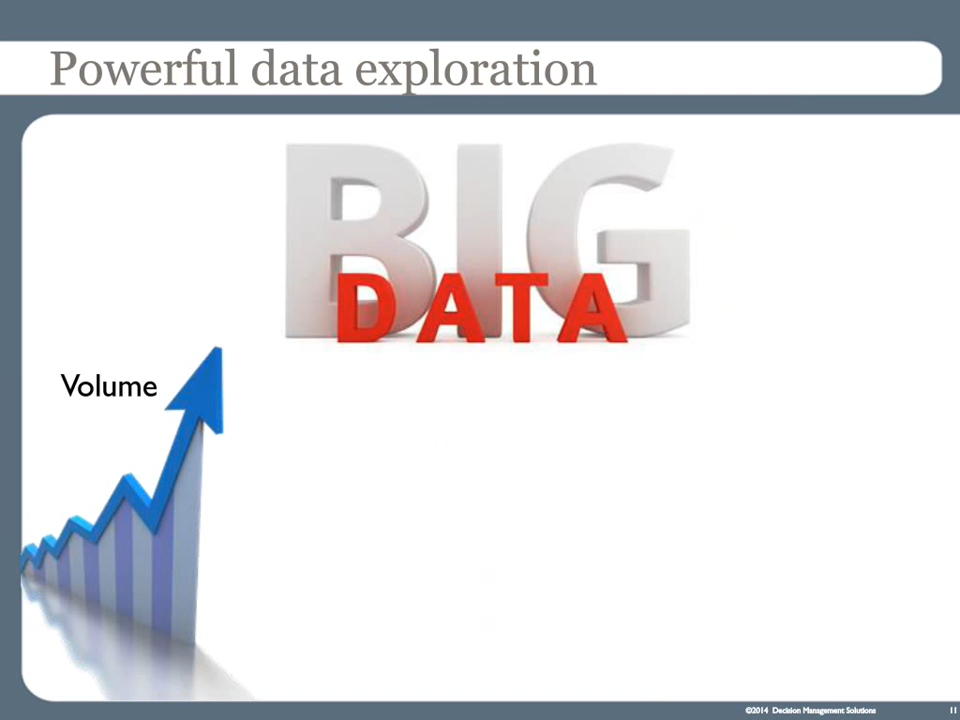 Powerful data exploration
BIG
DATA
Volume
©2014 Decision Management Solutions
11